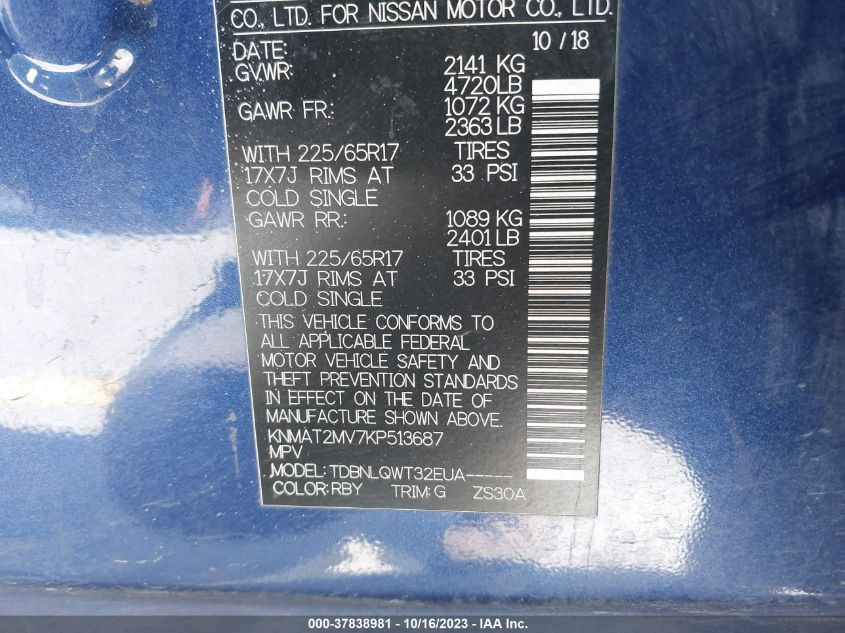 CO., LTD. FOR NISSAN MOTOR CO., LTD.
DATE: 10 / 18
GVWR: 2141 KG
4720LB
GAWR FR.: 1072 KG
2363 LB
WITH 225/65R17 TIRES
17X7J RIMS AT 33 PSI
COLD SINGLE
GAWR RR.: 1089 KG
2401 LB
WITH 225/65R17 TIRES
17X7J RIMS AT 33 PSI
COLD SINGLE
THIS VEHICLE CONFORMS TO
ALL APPLICABLE FEDERAL
MOTOR VEHICLE SAFETY AND
THEFT PREVENTION STANDARDS
IN EFFECT ON THE DATE OF
MANUFACTURE SHOWN ABOVE.
KNMAT2MV7KP513687
MPV
MODEL: TDBNLQWT32EUA-----
COLOR: RBY TRIM: G ZS30A
000-37838981 - 10/16/2023 - IAA Inc.